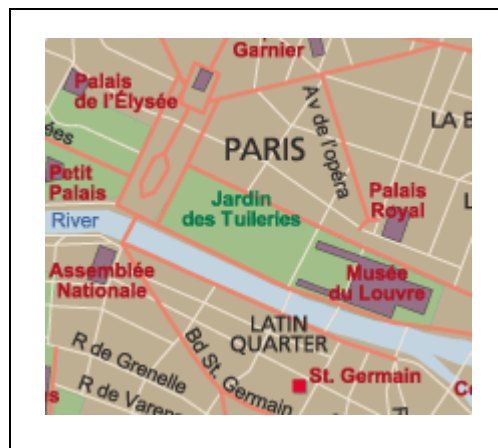 Garnier
Palais
de l'Élysée
Av de l'opéra
LA B
ées
PARIS
Petit
Palais
Jardin
des Tuileries
Palais
Royal
L
River
Assemblée
Nationale
Musée
du Louvre
LATIN
QUARTER
Bd St. Germain
R de Grenelle
St. Germain
R de Varen